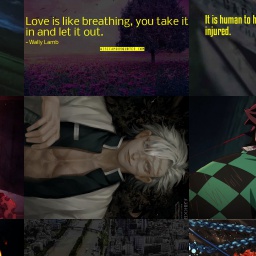 Love is like breathing, you take it
in and let it out.
- Wally Lamb
It is human to h
injured.